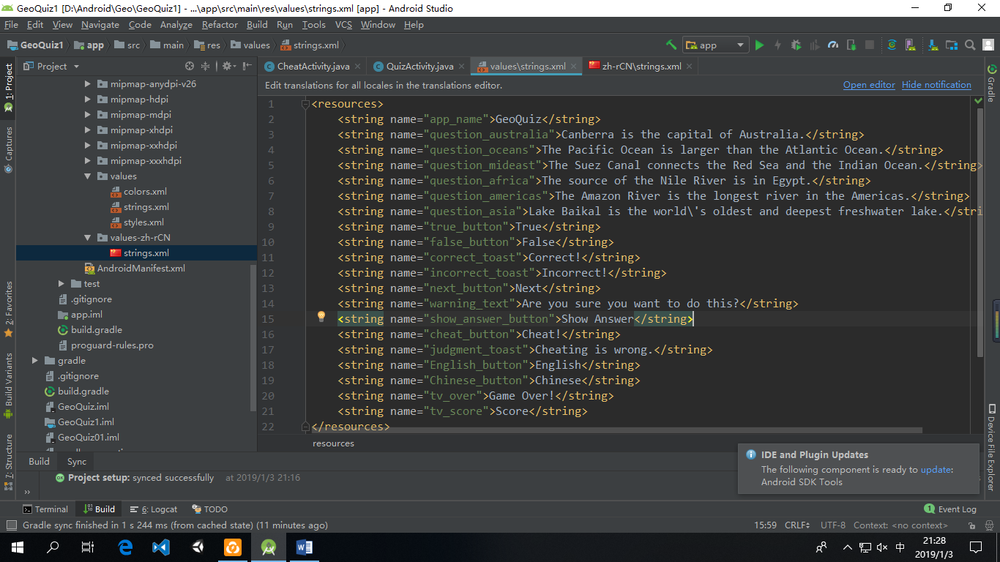 GeoQuiz1 [D:\Android\Geo\GeoQuiz1] - ...\app\src\main\res\values\strings.xml [app] - Android Studio
File Edit View Navigate Code Analyze Refactor Build Run Tools VCS Window Help
GeoQuiz1 app src main res values strings.xml app
Project CheatActivity.java QuizActivity.java values\strings.xml zh-rCN\strings.xml
Edit translations for all locales in the translations editor. Open editor Hide notification
1: Project
Captures
2: Favorites
Build Variants
7: Structure
mipmap-anydpi-v26
mipmap-hdpi
mipmap-mdpi
mipmap-xhdpi
mipmap-xxhdpi
mipmap-xxxhdpi
values
colors.xml
strings.xml
styles.xml
values-zh-rCN
strings.xml
AndroidManifest.xml
test
.gitignore
app.iml
build.gradle
proguard-rules.pro
gradle
.gitignore
build.gradle
GeoQuiz.iml
GeoQuiz1.iml
GeoQuiz01.iml
1 <resources>
2 <string name="app_name">GeoQuiz</string>
3 <string name="question_australia">Canberra is the capital of Australia.</string>
4 <string name="question_oceans">The Pacific Ocean is larger than the Atlantic Ocean.</string>
5 <string name="question_mideast">The Suez Canal connects the Red Sea and the Indian Ocean.</string>
6 <string name="question_africa">The source of the Nile River is in Egypt.</string>
7 <string name="question_americas">The Amazon River is the longest river in the Americas.</string>
8 <string name="question_asia">Lake Baikal is the world\'s oldest and deepest freshwater lake.</stri
9 <string name="true_button">True</string>
10 <string name="false_button">False</string>
11 <string name="correct_toast">Correct!</string>
12 <string name="incorrect_toast">Incorrect!</string>
13 <string name="next_button">Next</string>
14 <string name="warning_text">Are you sure you want to do this?</string>
15 <string name="show_answer_button">Show Answer</string>
16 <string name="cheat_button">Cheat!</string>
17 <string name="judgment_toast">Cheating is wrong.</string>
18 <string name="English_button">English</string>
19 <string name="Chinese_button">Chinese</string>
20 <string name="tv_over">Game Over!</string>
21 <string name="tv_score">Score</string>
22 </resources>
resources
Gradle
Device File Explorer
Build Sync
Project setup: synced successfully at 2019/1/3 21:16
»
IDE and Plugin Updates
The following component is ready to update:
Android SDK Tools
Terminal Build 6: Logcat TODO 1 Event Log
Gradle sync finished in 1 s 244 ms (from cached state) (11 minutes ago) 15:59 CRLF UTF-8 Context: <no context>
中 21:28
2019/1/3